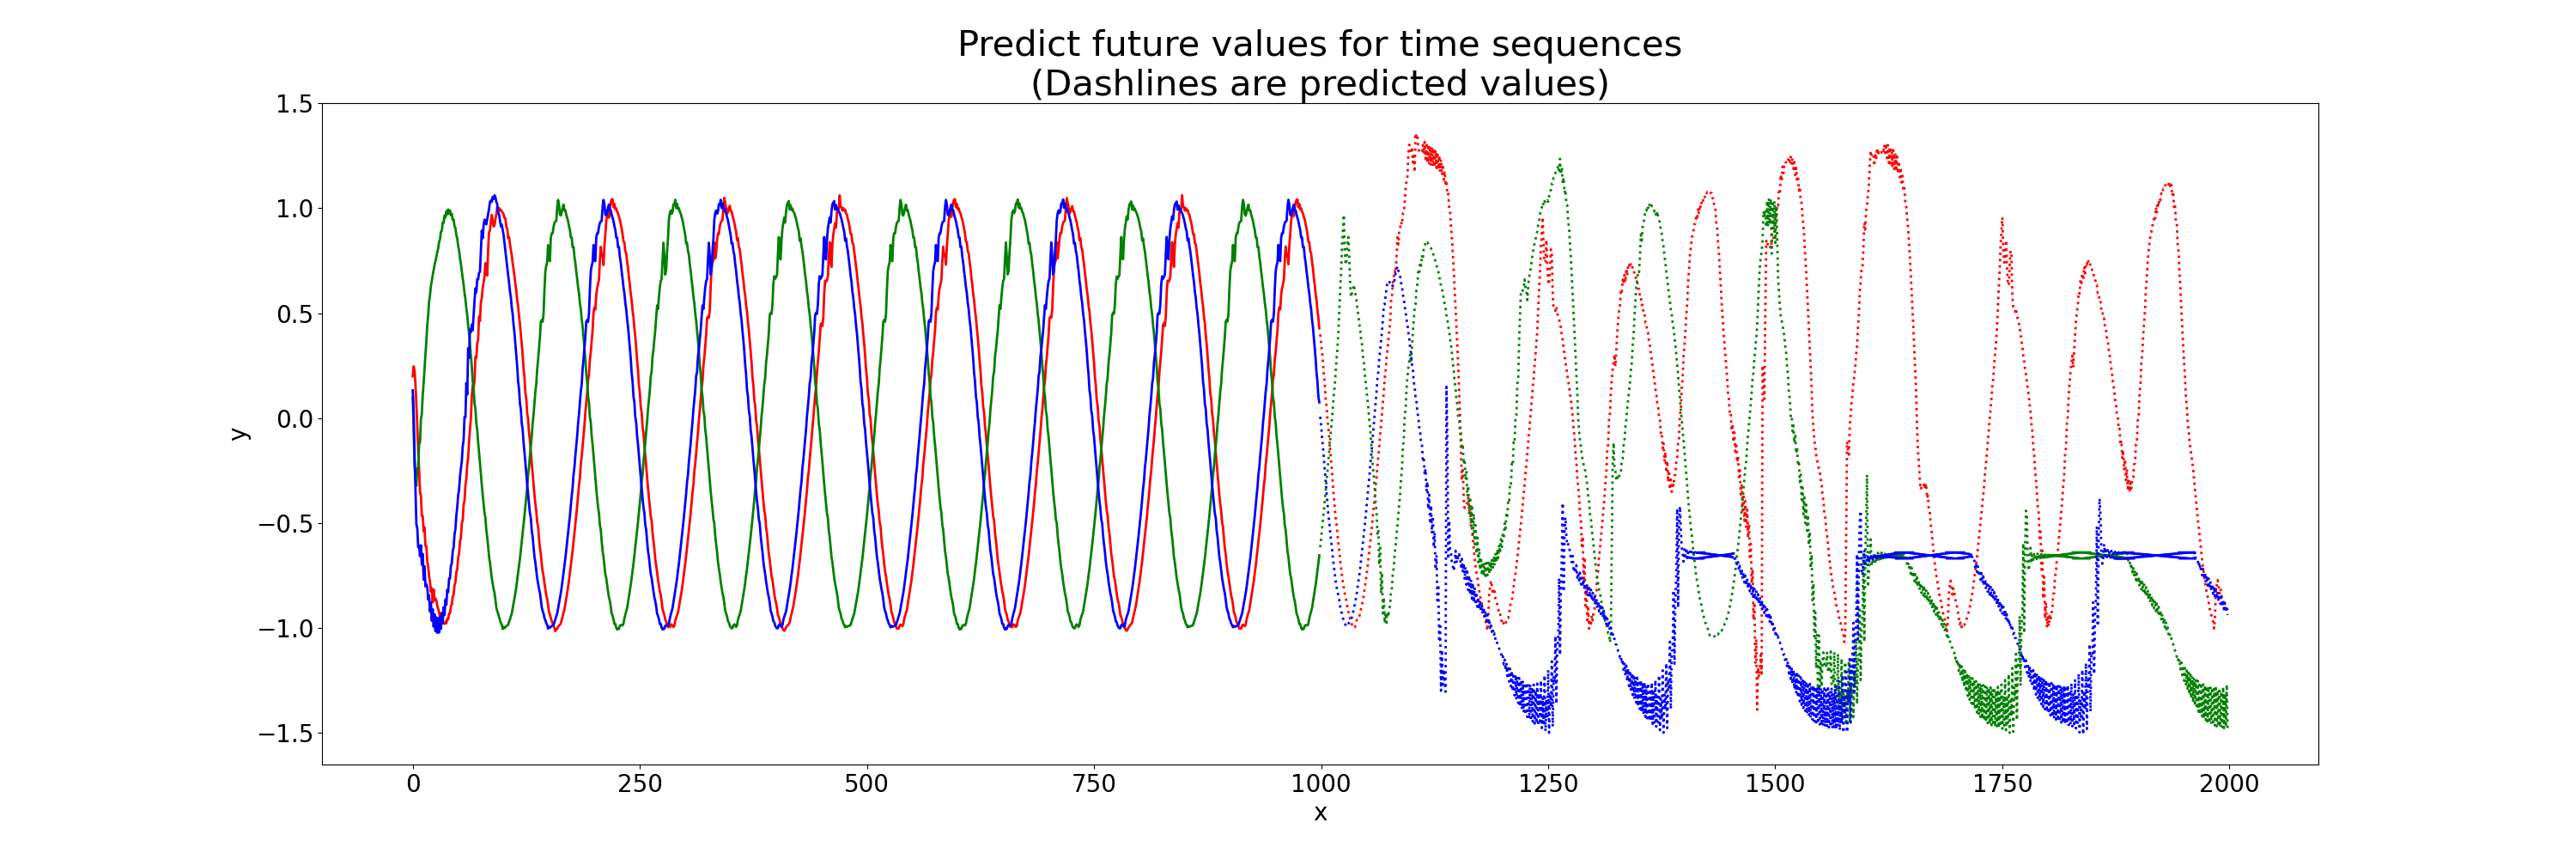 Predict future values for time sequences
(Dashlines are predicted values)
1.5
1.0
0.5
0.0
−0.5
−1.0
−1.5
y
0 250 500 750 1000 1250 1500 1750 2000
x